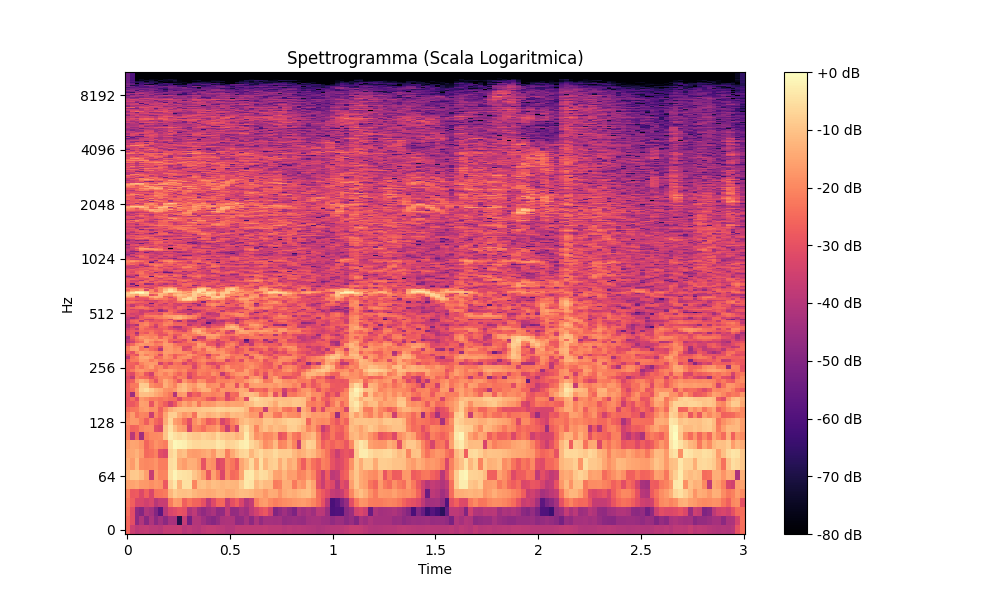 Spettrogramma (Scala Logaritmica)
Hz
8192
4096
2048
1024
512
256
128
64
0
0
0.5
1
1.5
2
2.5
3
Time
+0 dB
-10 dB
-20 dB
-30 dB
-40 dB
-50 dB
-60 dB
-70 dB
-80 dB